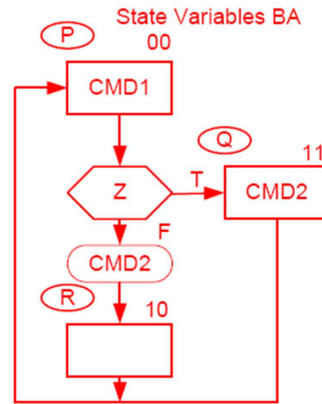 State Variables BA
P
00
CMD1
Q
11
Z
T
CMD2
F
CMD2
R
10